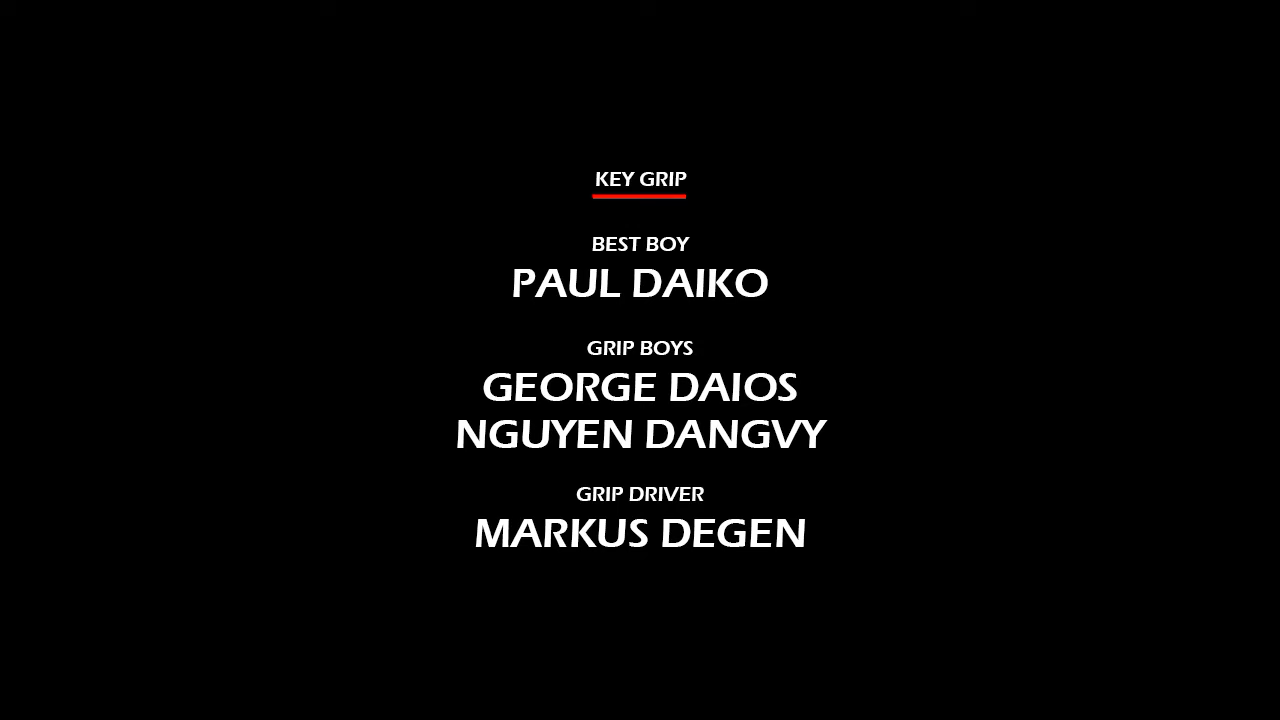 KEY GRIP
BEST BOY
PAUL DAIKO
GRIP BOYS
GEORGE DAIOS
NGUYEN DANGVY
GRIP DRIVER
MARKUS DEGEN